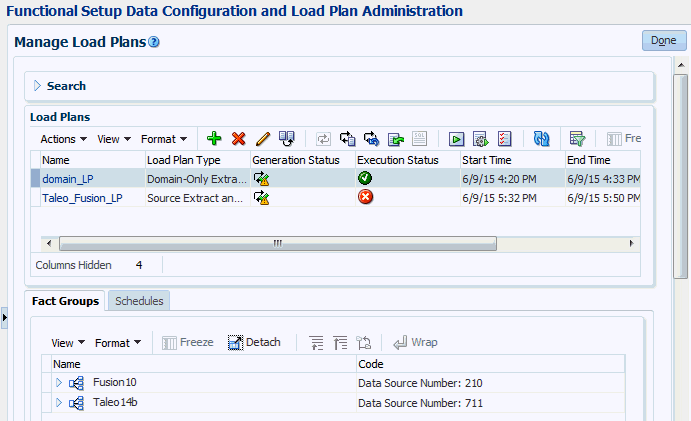 Functional Setup Data Configuration and Load Plan Administration
Manage Load Plans
Done
Search
Load Plans
Actions View Format Fre
Name Load Plan Type Generation Status Execution Status Start Time End Time
domain_LP Domain-Only Extra... 6/9/15 4:20 PM 6/9/15 4:33 PM
Taleo_Fusion_LP Source Extract an... 6/9/15 5:32 PM 6/9/15 5:50 PM
Columns Hidden 4
Fact Groups Schedules
View Format Freeze Detach Wrap
Name Code
Fusion10 Data Source Number: 210
Taleo14b Data Source Number: 711